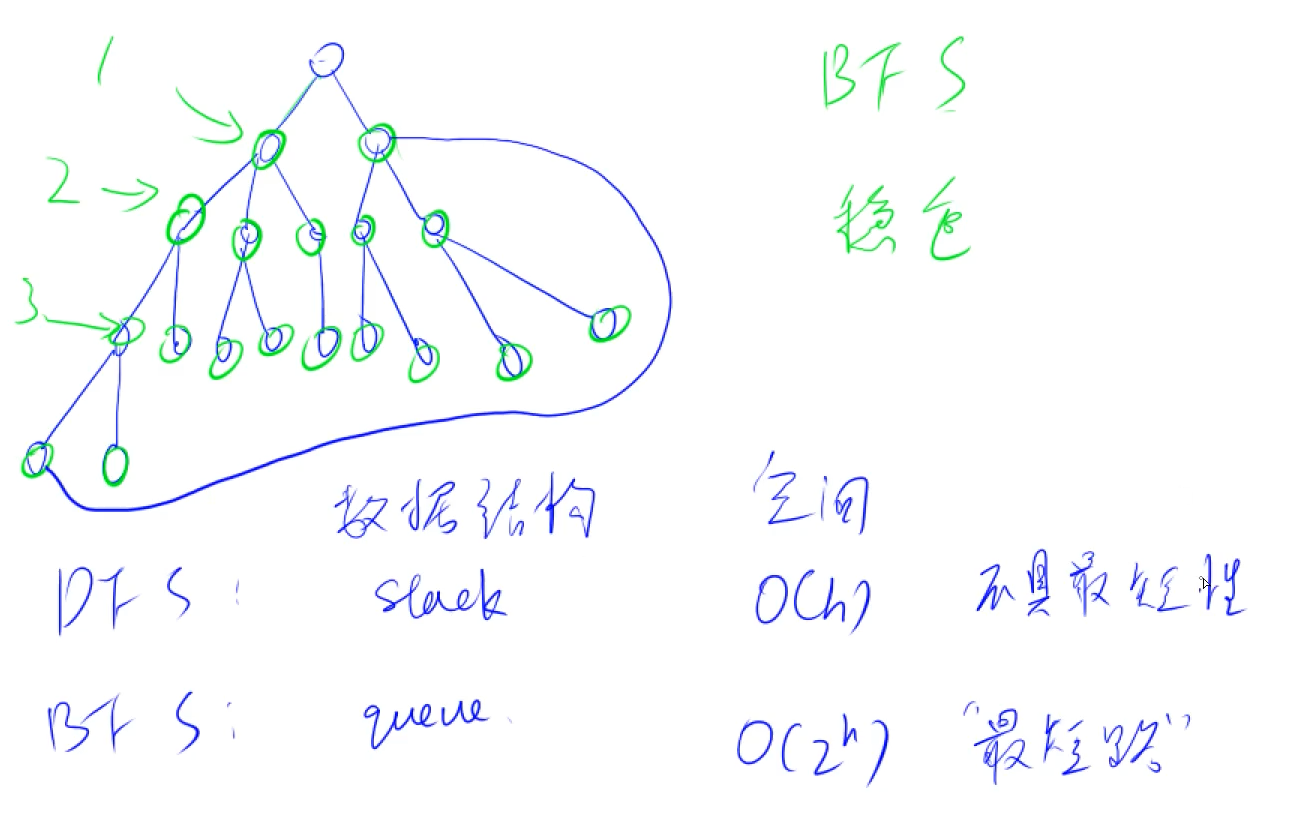 1
BFS
2
稳
3
数据结构 空间
DFS: stack O(h) 不具最短性
BFS: queue. O(2^h) "最短路"